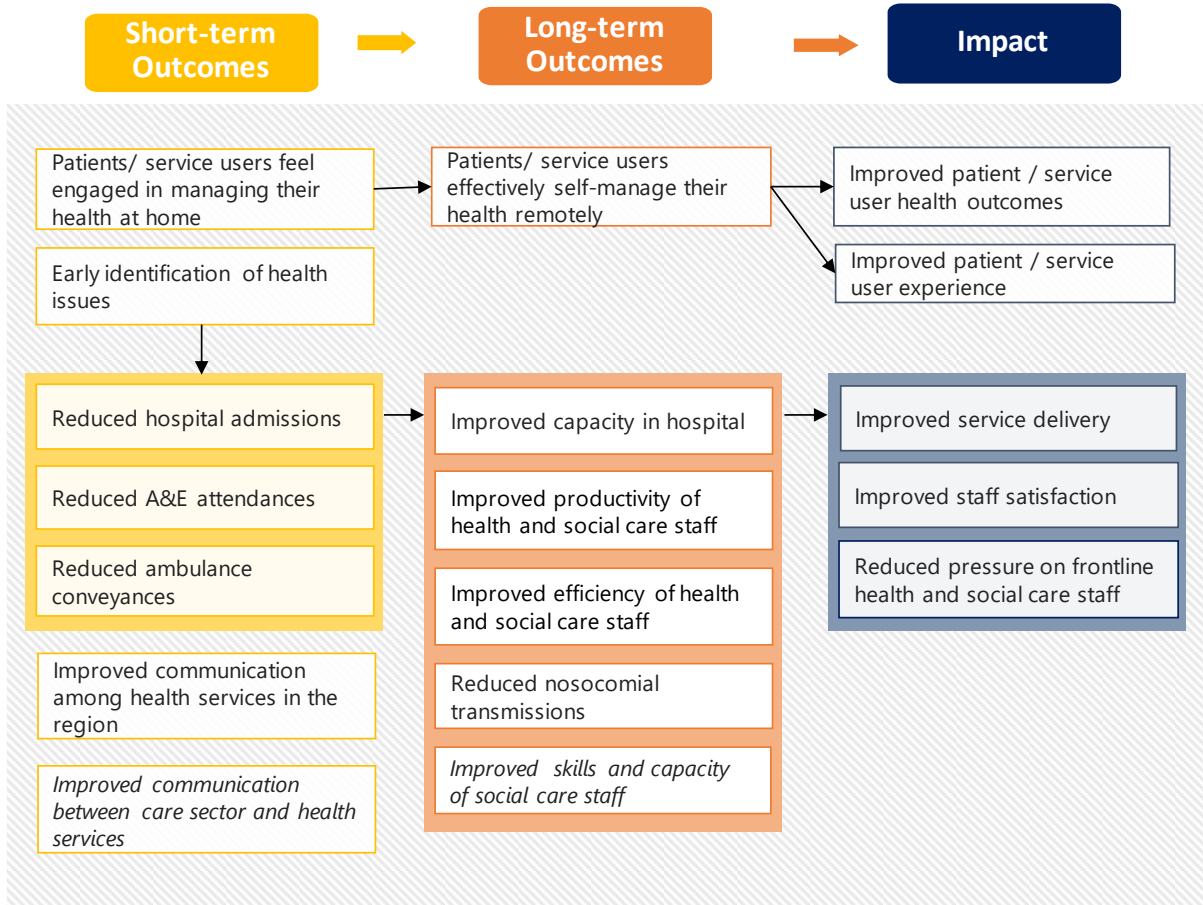 Short-term
Outcomes
Long-term
Outcomes
Impact
Patients/ service users feel
engaged in managing their
health at home
Patients/ service users
effectively self-manage their
health remotely
Improved patient / service
user health outcomes
Early identification of health
issues
Improved patient / service
user experience
Reduced hospital admissions
Reduced A&E attendances
Reduced ambulance
conveyances
Improved capacity in hospital
Improved productivity of
health and social care staff
Improved efficiency of health
and social care staff
Reduced nosocomial
transmissions
Improved skills and capacity
of social care staff
Improved service delivery
Improved staff satisfaction
Reduced pressure on frontline
health and social care staff
Improved communication
among health services in the
region
Improved communication
between care sector and health
services